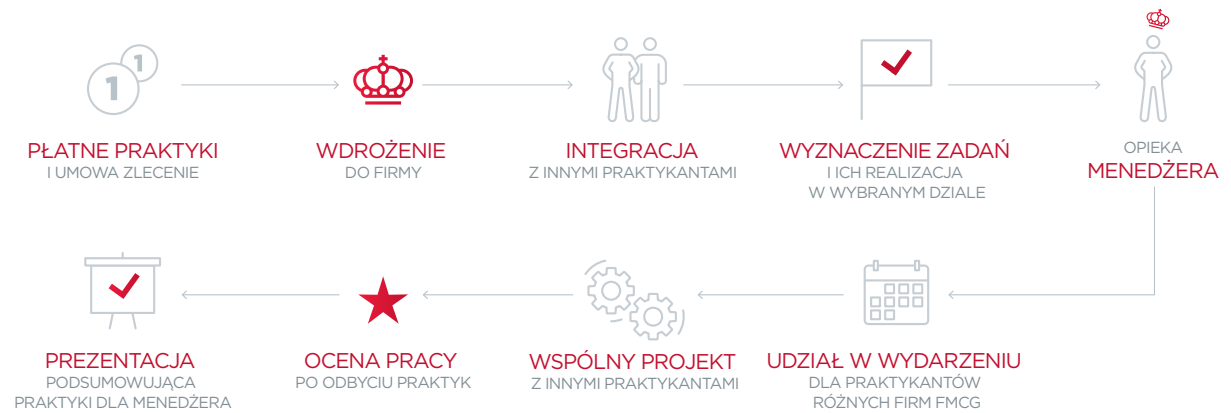 1
1
PŁATNE PRAKTYKI
I UMOWA ZLECENIE
WDROŻENIE
DO FIRMY
INTEGRACJA
Z INNYMI PRAKTYKANTAMI
WYZNACZENIE ZADAŃ
I ICH REALIZACJA
W WYBRANYM DZIALE
OPIEKA
MENEDŻERA
UDZIAŁ W WYDARZENIU
DLA PRAKTYKANTÓW
RÓŻNYCH FIRM FMCG
WSPÓLNY PROJEKT
Z INNYMI PRAKTYKANTAMI
OCENA PRACY
PO ODBYCIU PRAKTYK
PREZENTACJA
PODSUMOWUJĄCA
PRAKTYKI DLA MENEDŻERA